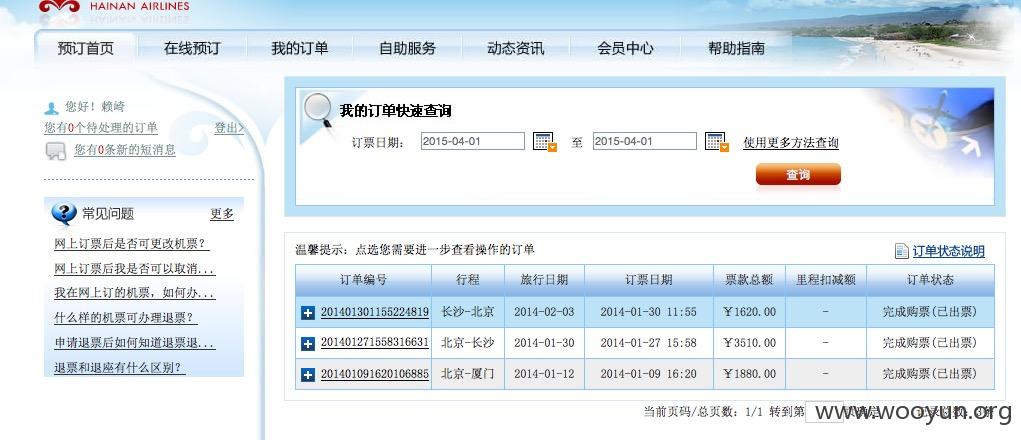 HAINAN AIRLINES
预订首页 在线预订 我的订单 自助服务 动态资讯 会员中心 帮助指南
您好！赖崎
您有0个待处理的订单 登出>
您有0条新的短消息
常见问题 更多
网上订票后是否可更改机票？
网上订票后我是否可以取消...
我在网上订的机票，如何办...
什么样的机票可办理退票？
申请退票后如何知道退票退...
退票和退座有什么区别？
我的订单快速查询
订票日期： 2015-04-01 至 2015-04-01 使用更多方法查询
查询
温馨提示：点选您需要进一步查看操作的订单 订单状态说明
订单编号 行程 旅行日期 订票日期 票款总额 里程扣减额 订单状态
201401301155224819 长沙-北京 2014-02-03 2014-01-30 11:55 ￥1620.00 - 完成购票(已出票)
201401271558316631 北京-长沙 2014-01-30 2014-01-27 15:58 ￥3510.00 - 完成购票(已出票)
201401091620106885 北京-厦门 2014-01-12 2014-01-09 16:20 ￥1880.00 - 完成购票(已出票)
当前页码/总页数：1/1 转到第
www.wooyun.org